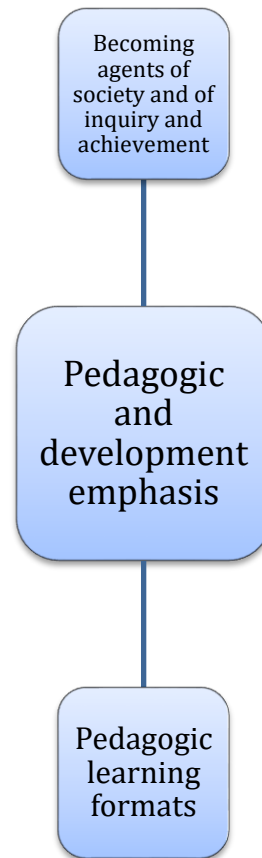 Becoming
agents of
society and of
inquiry and
achievement
Pedagogic
and
development
emphasis
Pedagogic
learning
formats